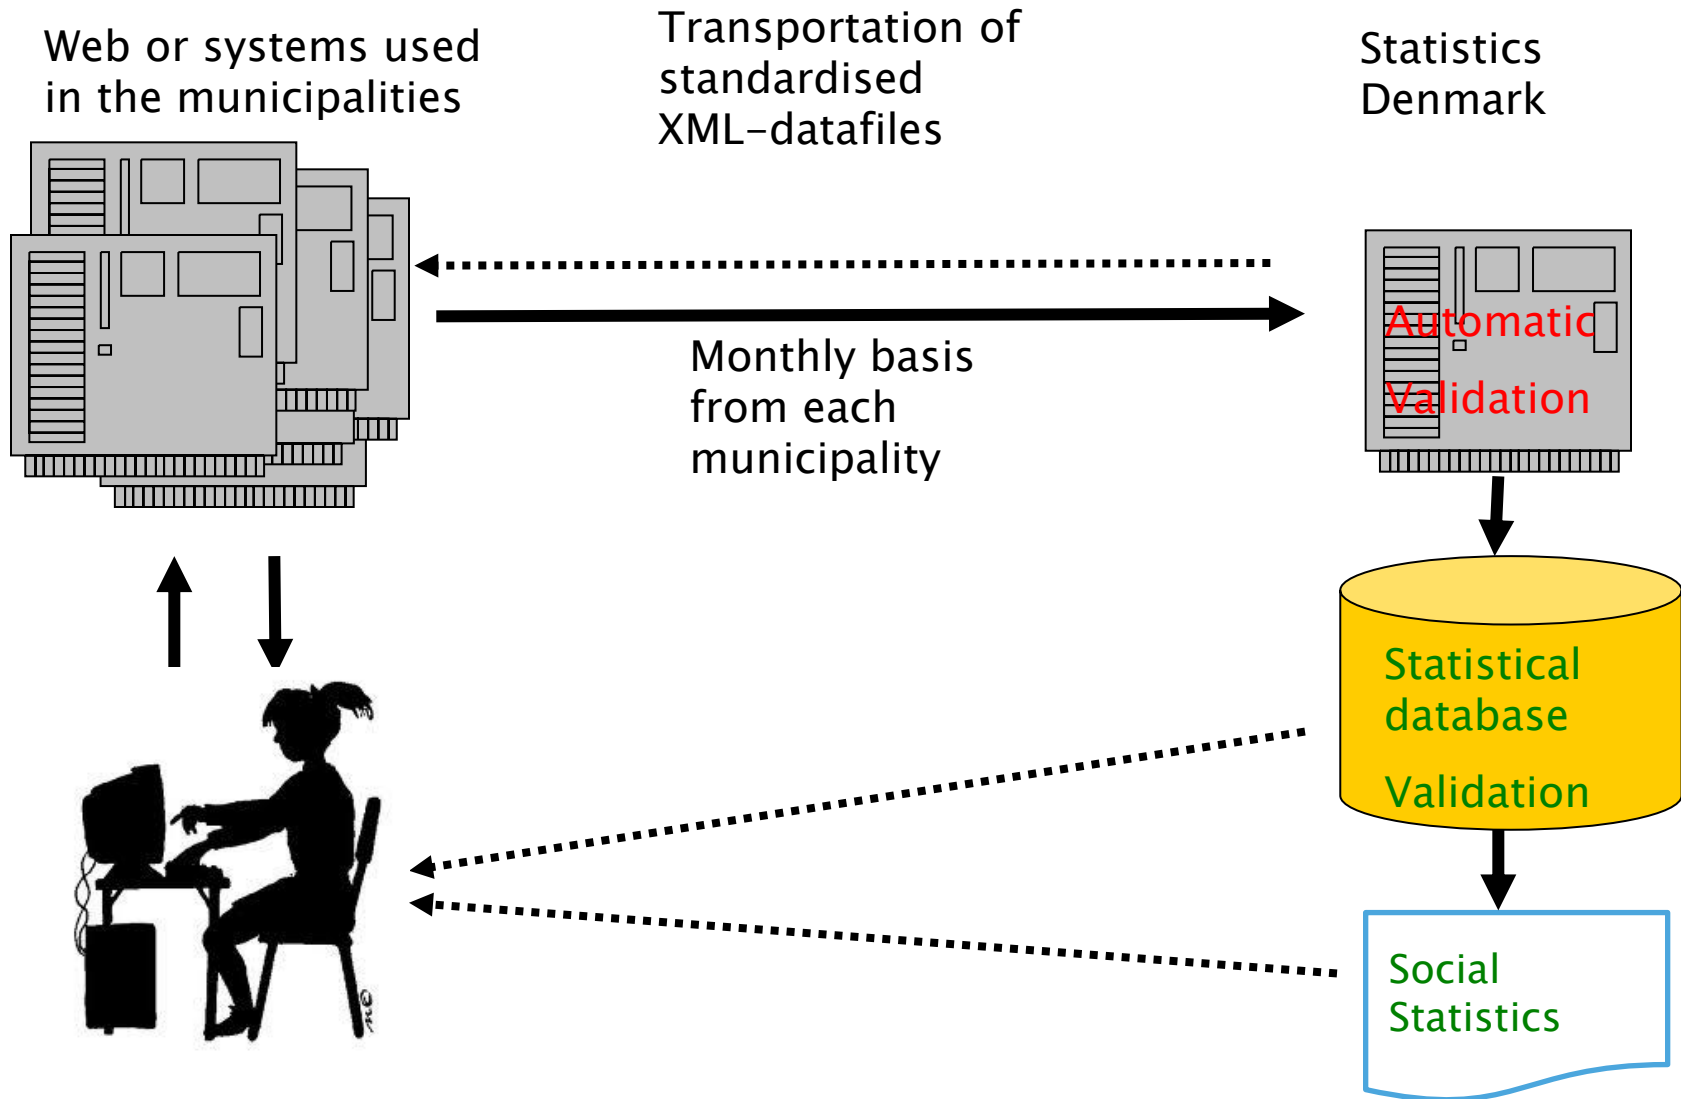 Web or systems used
in the municipalities
Transportation of
standardised
XML-datafiles
Statistics
Denmark
Monthly basis
from each
municipality
Automatic
Validation
Statistical
database
Validation
Social
Statistics